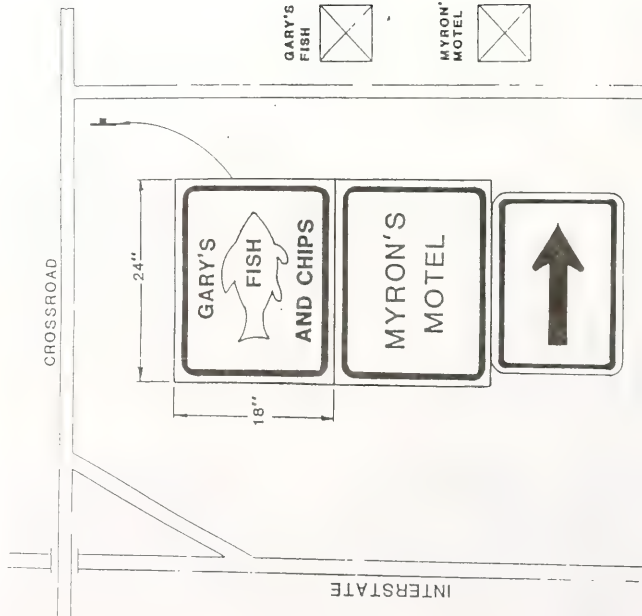 CROSSROAD
24"
18"
GARY'S
FISH
AND CHIPS
MYRON'S
MOTEL
GARY'S
FISH
MYRON'
MOTEL
INTERSTATE